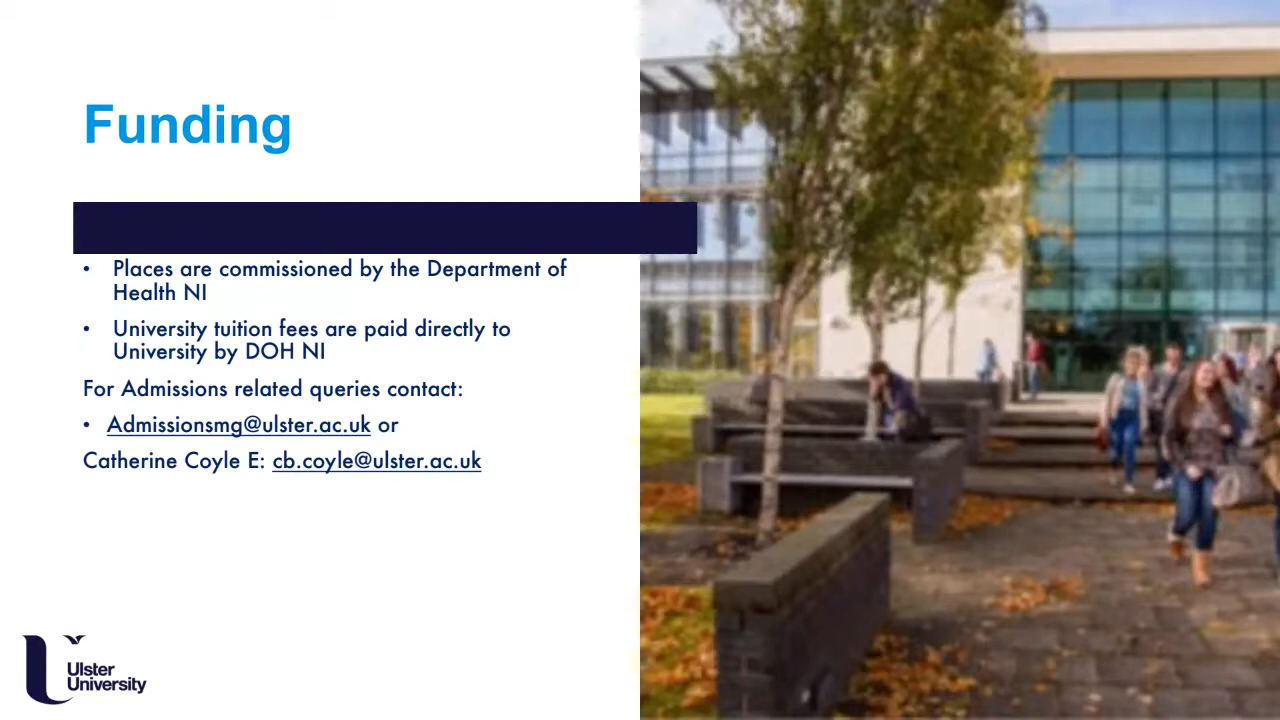 Funding
• Places are commissioned by the Department of
Health NI
• University tuition fees are paid directly to
University by DOH NI
For Admissions related queries contact:
• Admissionsmg@ulster.ac.uk or
Catherine Coyle E: cb.coyle@ulster.ac.uk
Ulster
University